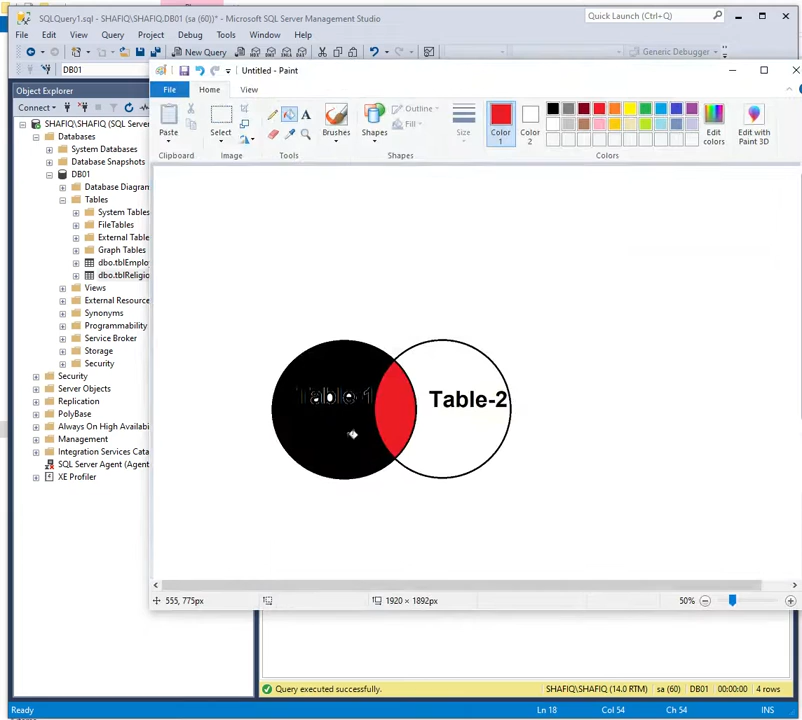 SQLQuery1.sql - SHAFIQ\SHAFIQ.DB01 (sa (60))* - Microsoft SQL Server Management Studio
Quick Launch (Ctrl+Q)
File Edit View Query Project Debug Tools Window Help
New Query
Generic Debugger
DB01
Untitled - Paint
Object Explorer
File Home View
Connect
SHAFIQ\SHAFIQ (SQL Server
Databases
System Databases
Database Snapshots
DB01
Database Diagram
Tables
System Tables
FileTables
External Table
Graph Tables
dbo.tblEmplo
dbo.tblReligio
Views
External Resource
Synonyms
Programmability
Service Broker
Storage
Security
Security
Server Objects
Replication
PolyBase
Always On High Availabi
Management
Integration Services Cata
SQL Server Agent (Agent
XE Profiler
Paste
Select
Brushes
Shapes
Outline
Fill
Size
Color
1
Color
2
Edit
colors
Edit with
Paint 3D
Clipboard
Image
Tools
Shapes
Colors
Table-1
Table-2
555, 775px
1920 × 1892px
50%
Query executed successfully.
SHAFIQ\SHAFIQ (14.0 RTM)
sa (60)
DB01
00:00:00
4 rows
Ready
Ln 18
Col 54
Ch 54
INS